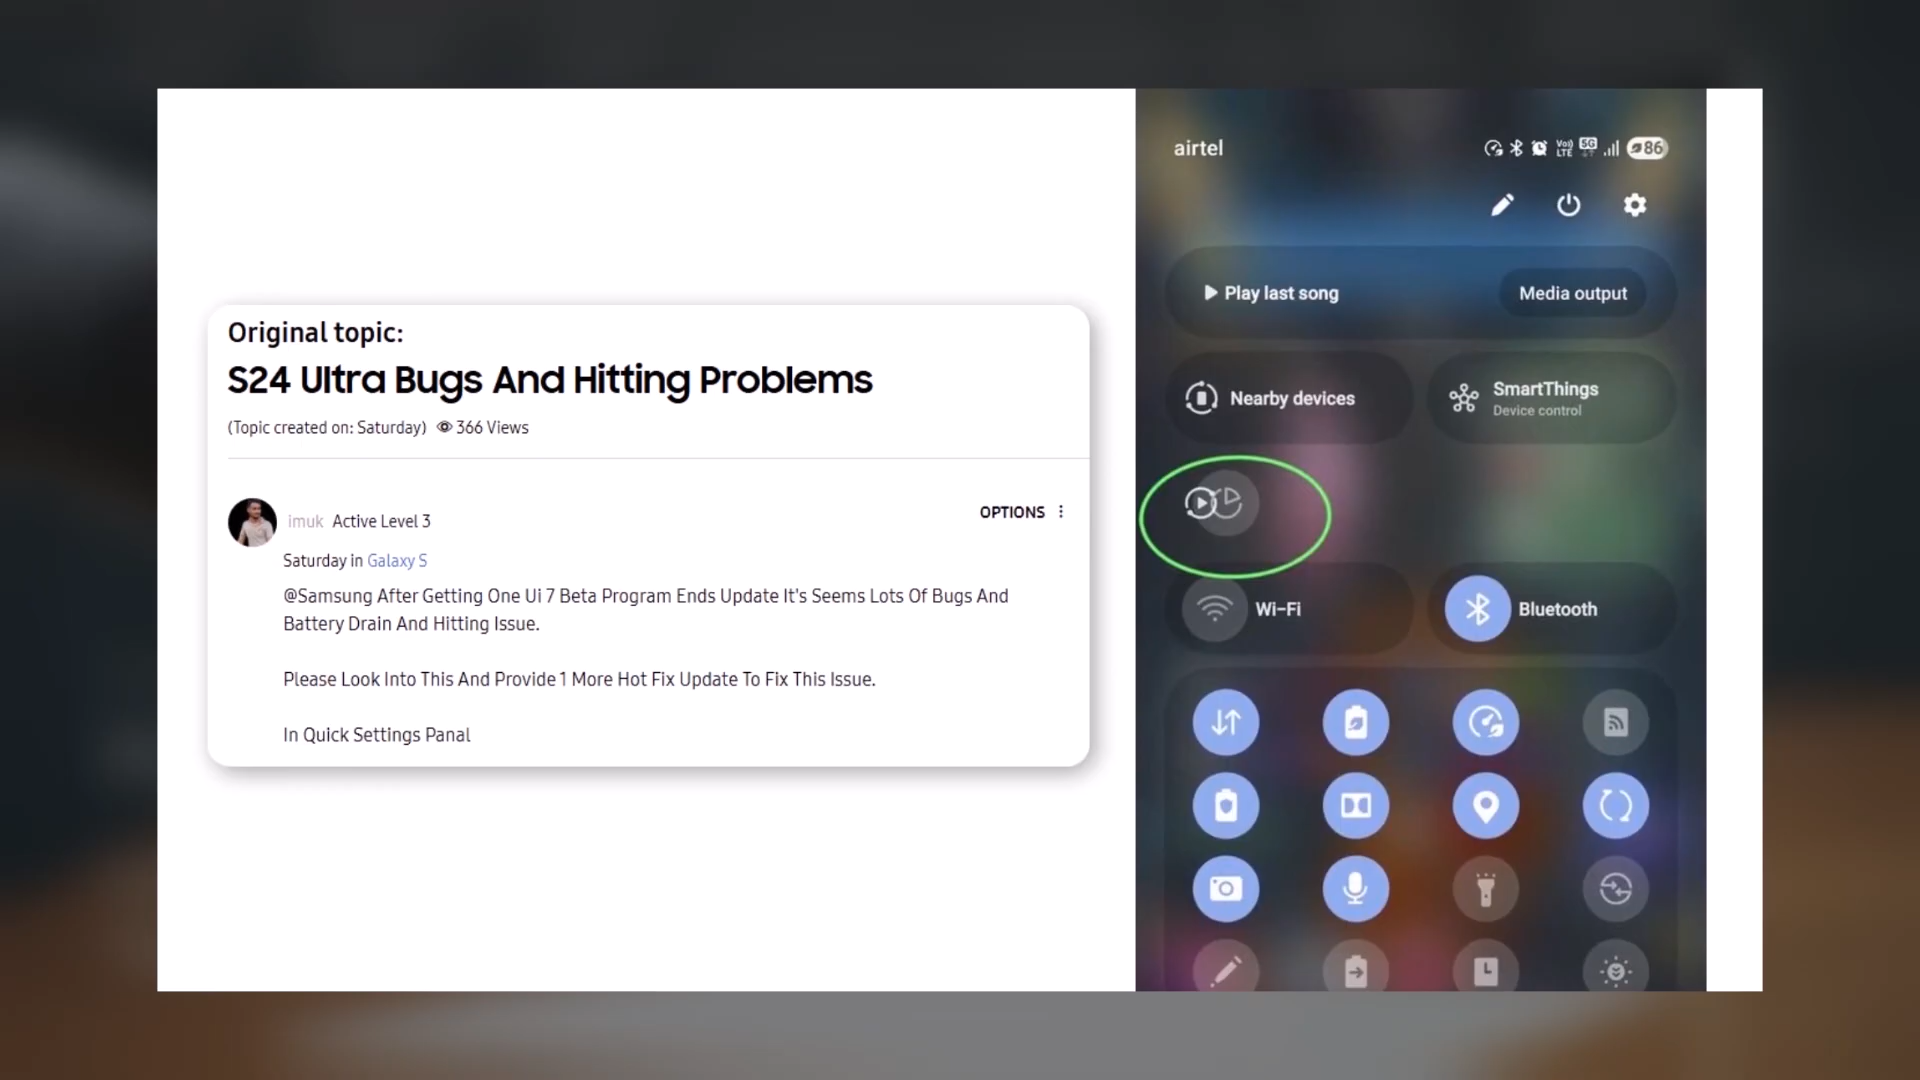 Original topic:
S24 Ultra Bugs And Hitting Problems
(Topic created on: Saturday) 366 Views
imuk Active Level 3
OPTIONS
Saturday in Galaxy S
@Samsung After Getting One Ui 7 Beta Program Ends Update It's Seems Lots Of Bugs And
Battery Drain And Hitting Issue.
Please Look Into This And Provide 1 More Hot Fix Update To Fix This Issue.
In Quick Settings Panal
airtel
Vo) LTE 5G 86
Play last song
Media output
Nearby devices
SmartThings
Device control
Wi-Fi
Bluetooth